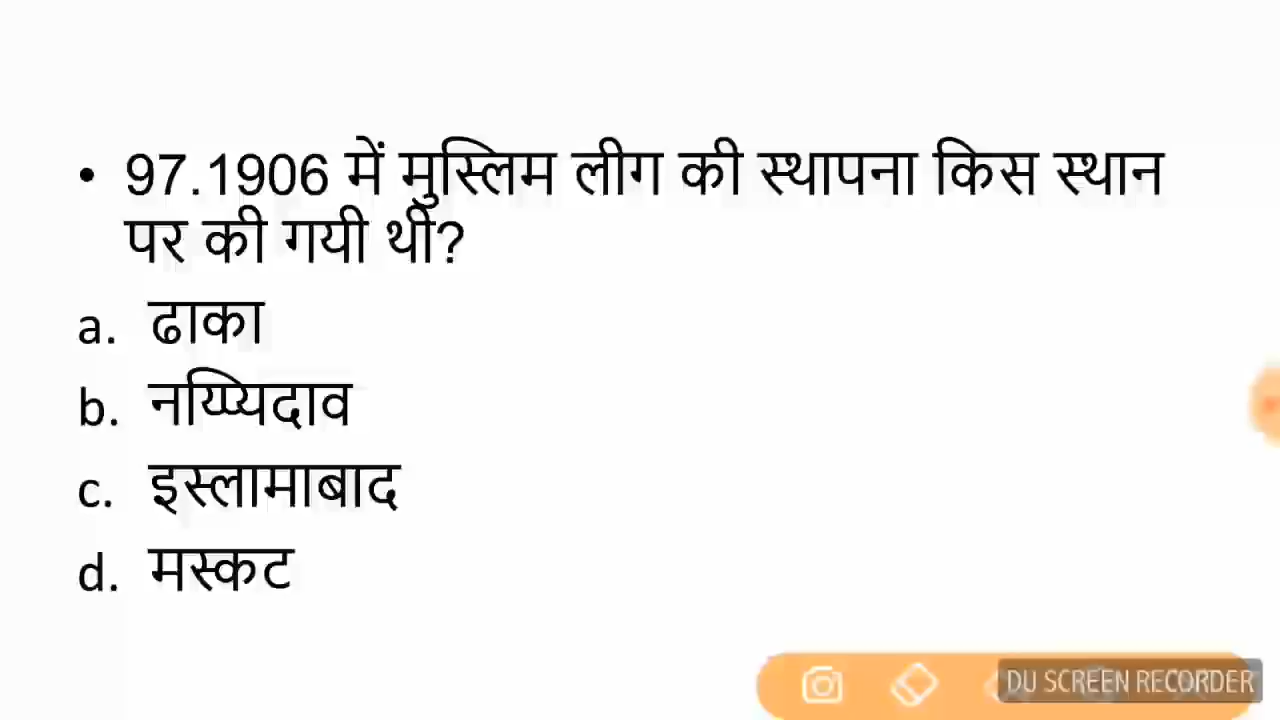 • 97.1906 में मुस्लिम लीग की स्थापना किस स्थान
पर की गयी थी?
a. ढाका
b. नय्प्यिदाव
c. इस्लामाबाद
d. मस्कट
DU SCREEN RECORDER